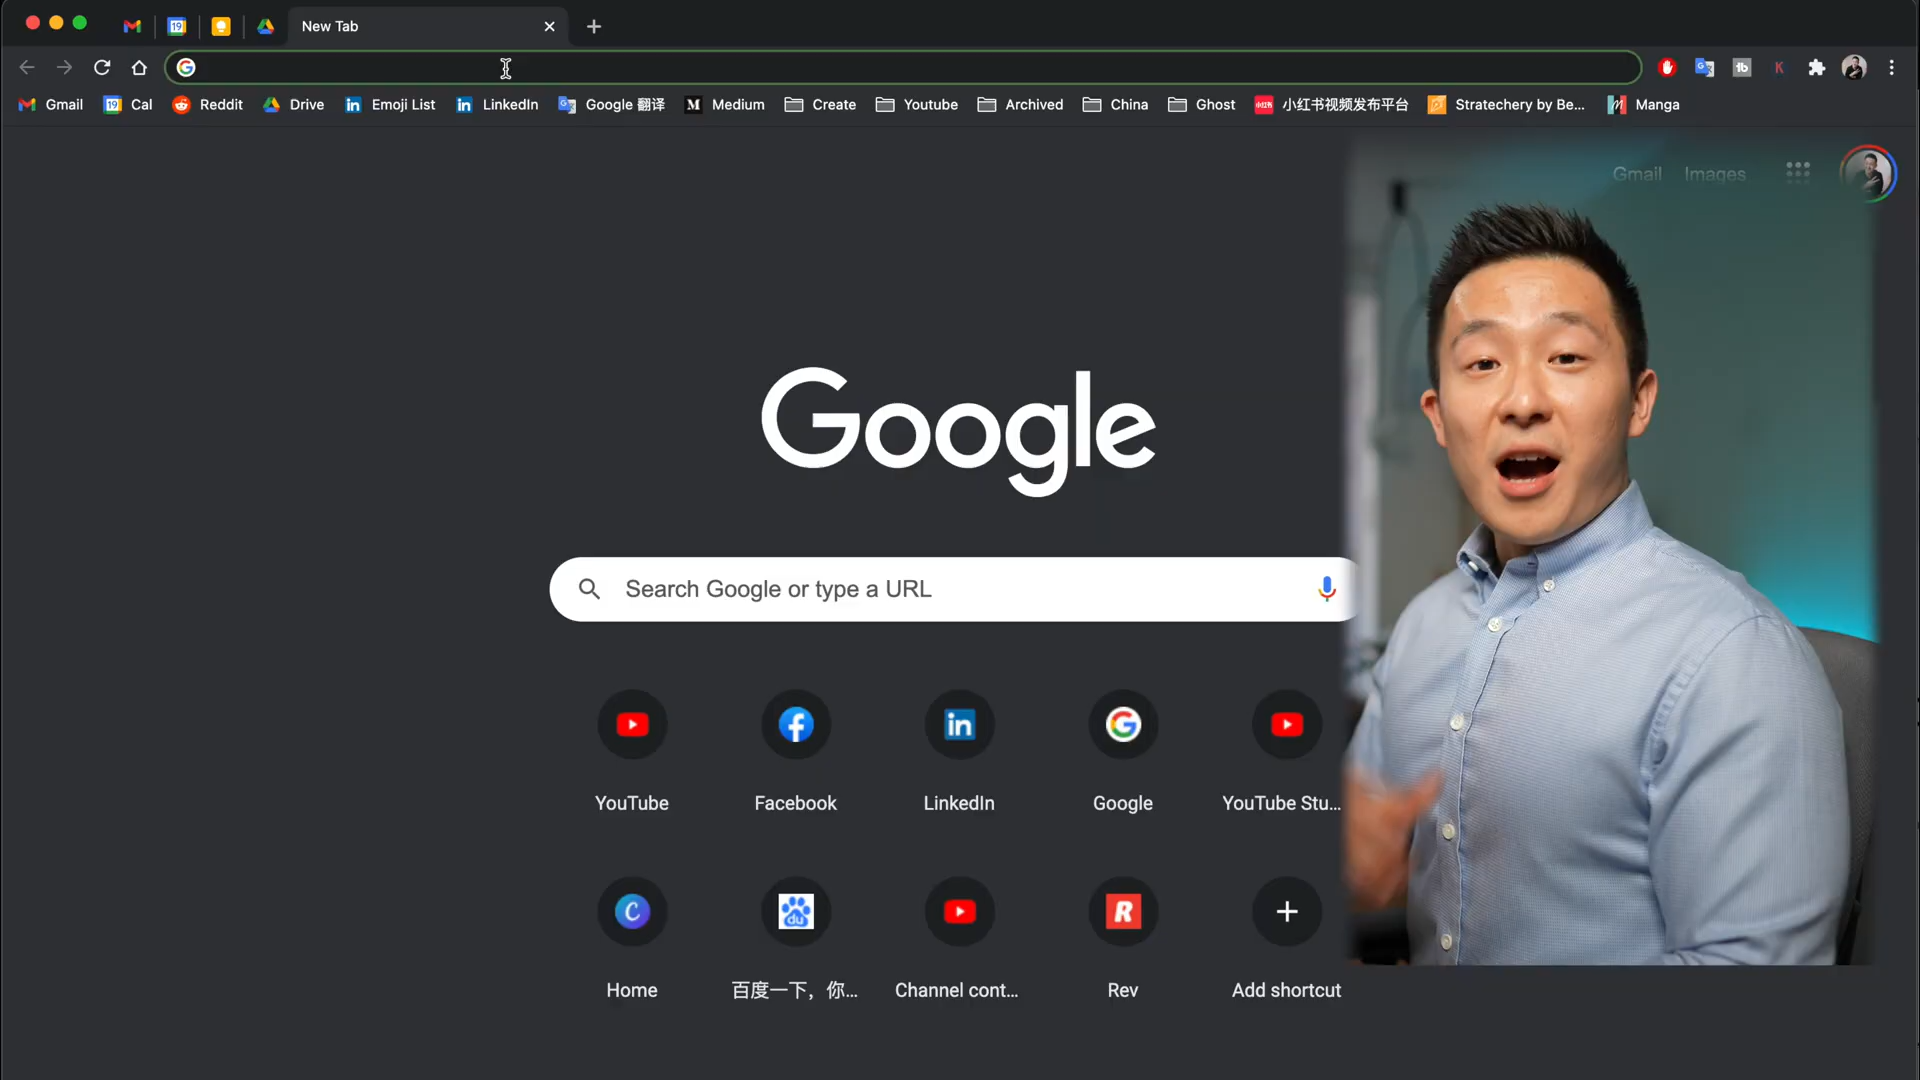 New Tab
Gmail Cal Reddit Drive Emoji List LinkedIn Google 翻译 Medium Create Youtube Archived China Ghost 小红书视频发布平台 Stratechery by Be... Manga
Gmail Images
Google
Search Google or type a URL
YouTube Facebook LinkedIn Google YouTube Stu...
Home 百度一下，你... Channel cont... Rev Add shortcut